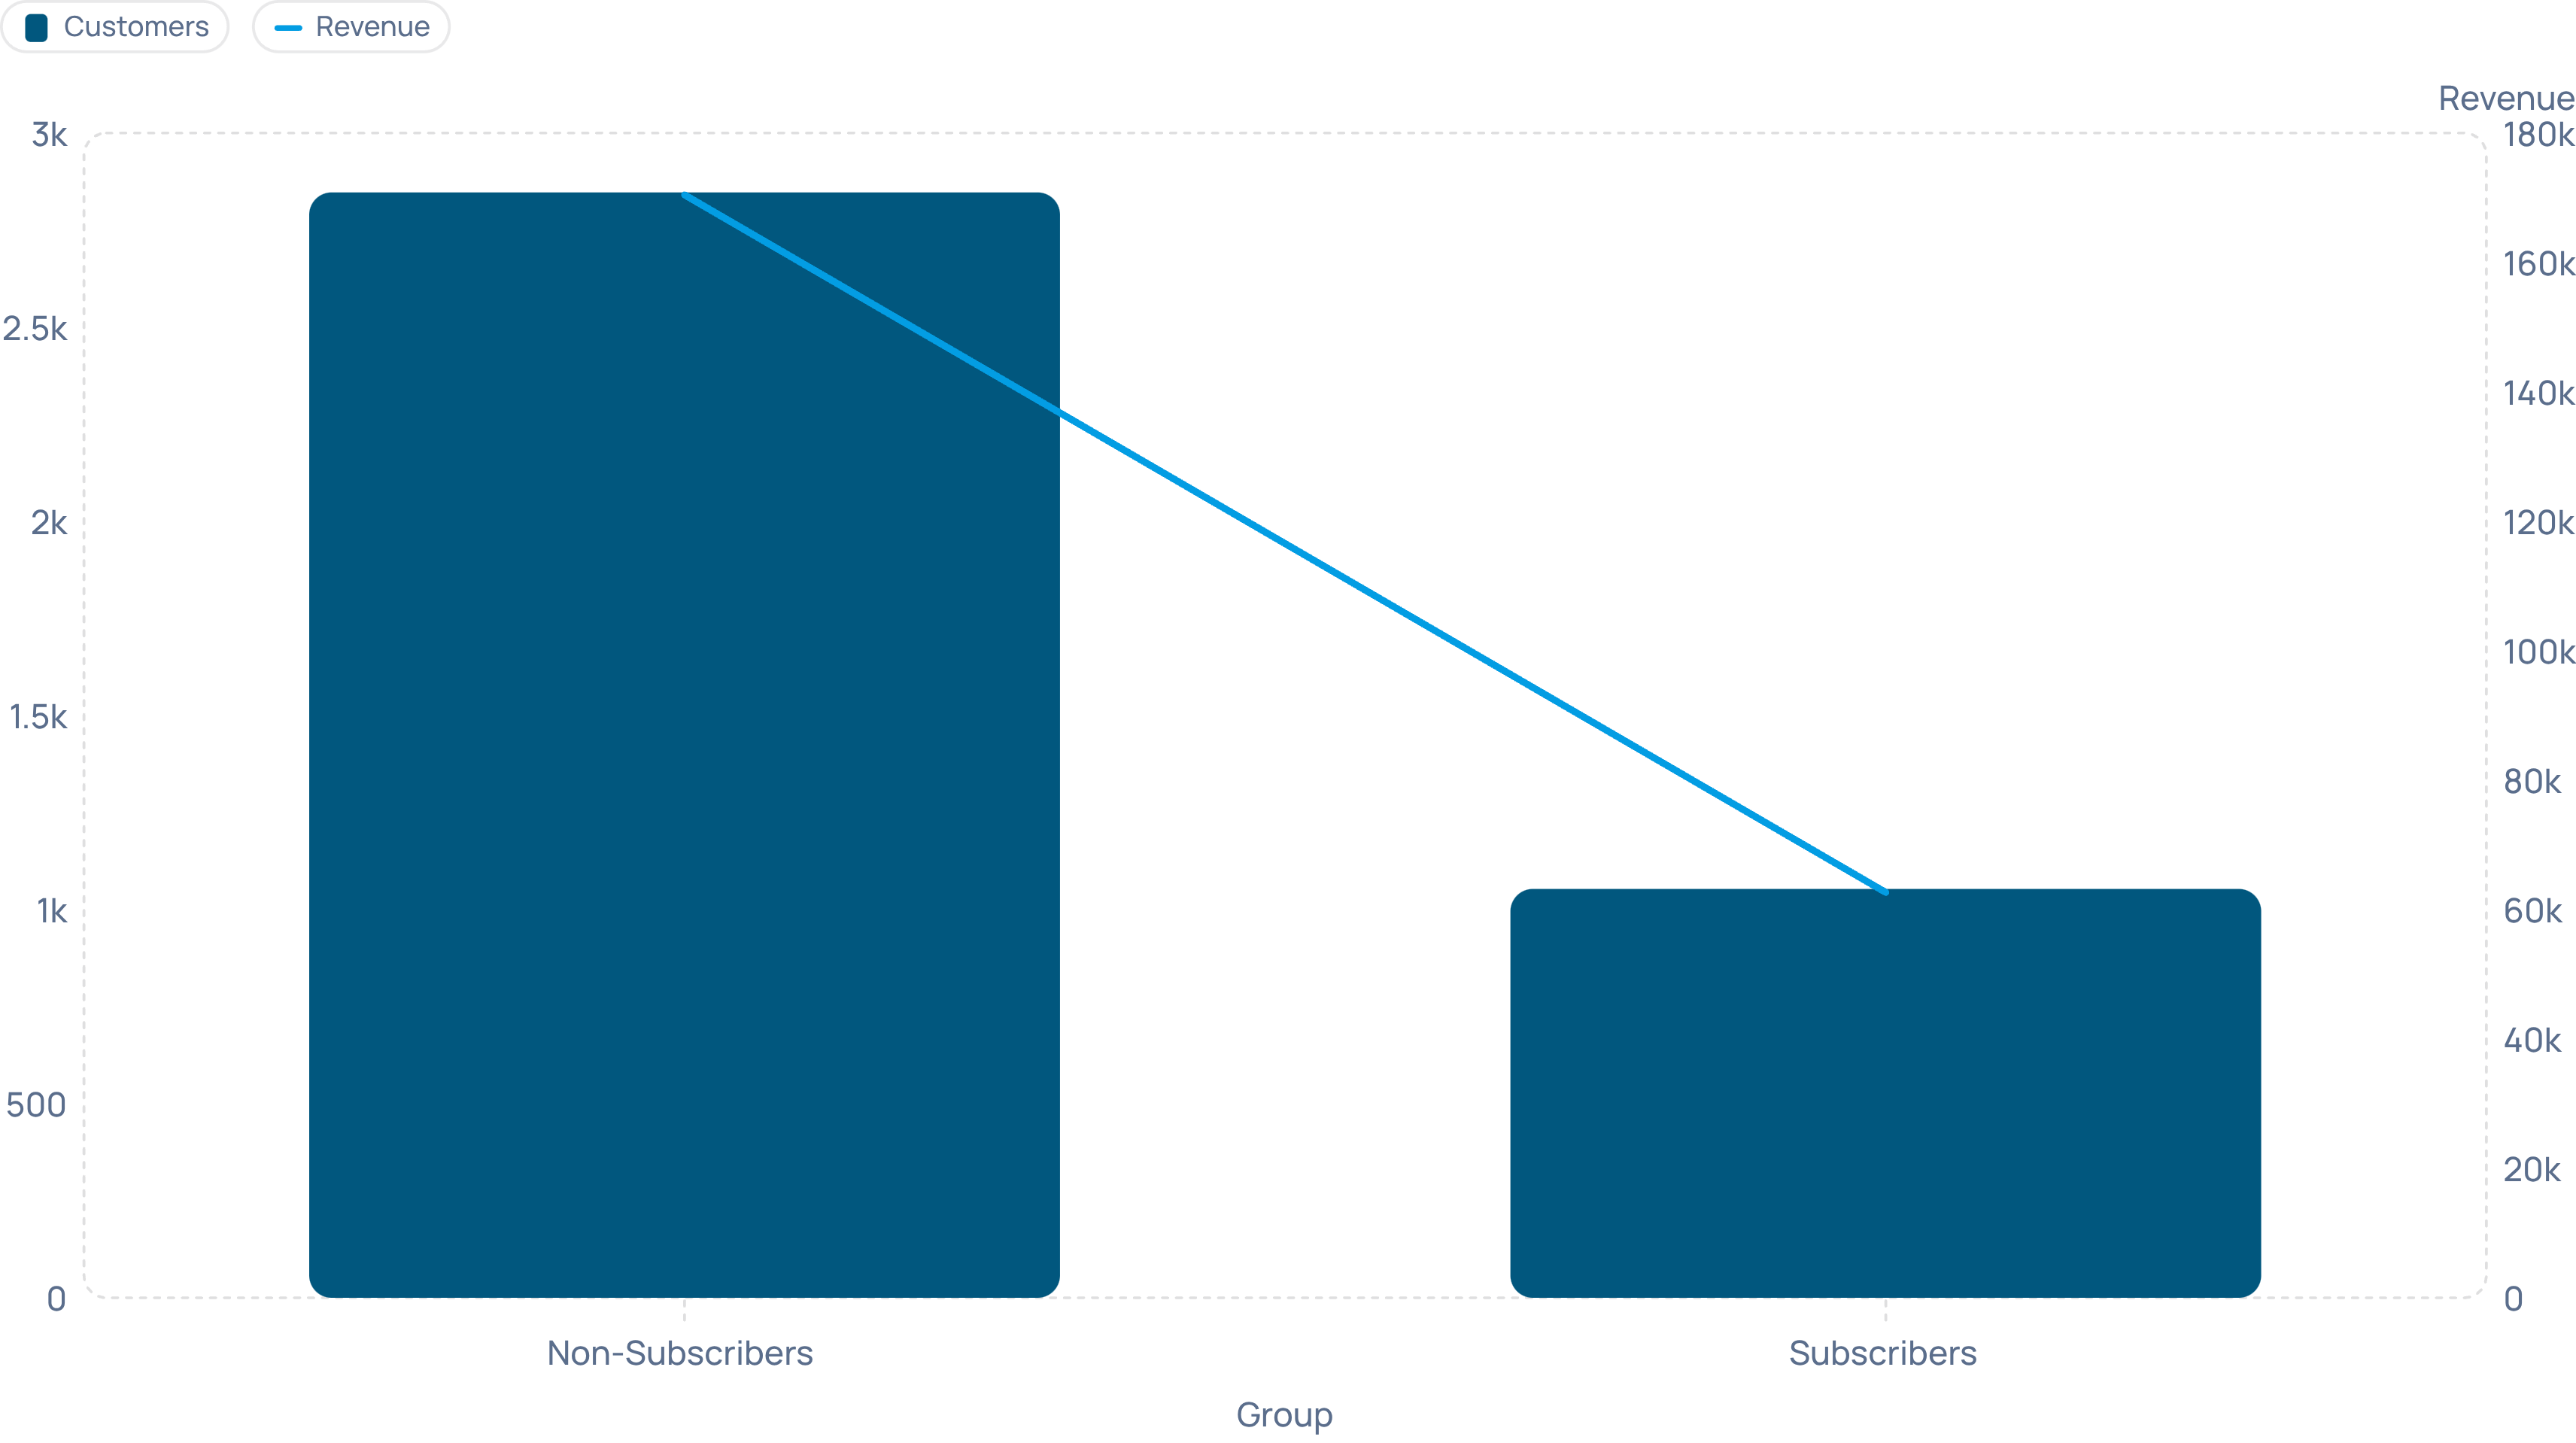 Customers Revenue
Revenue
3k 180k
160k
2.5k
140k
2k 120k
1.5k
100k
80k
1k 60k
40k
500
20k
0 0
Non-Subscribers Subscribers
Group